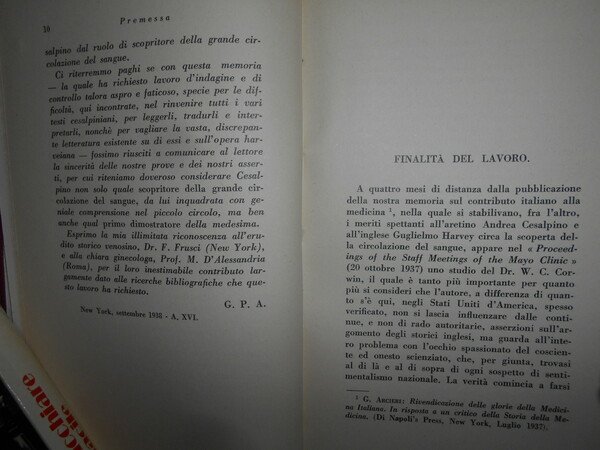 10
Premessa
salpino dal ruolo di scopritore della grande cir-
colazione del sangue.
Ci riterremmo paghi se con questa memoria
— la quale ha richiesto lavoro d'indagine e di
controllo talora aspro e faticoso, specie per le dif-
ficoltà, qui incontrate, nel rinvenire tutti i vari
testi cesalpiniani, per leggerli, tradurli e inter-
pretarli, nonchè per vagliare la vasta, discrepan-
te letteratura esistente su di essi e sull'opera har-
veiana — fossimo riusciti a comunicare al lettore
la sincerità delle nostre prove e dei nostri asser-
ti, per cui riteniamo doveroso considerare Cesal-
pino non solo quale scopritore della grande cir-
colazione del sangue, da lui inquadrata con ge-
niale comprensione nel piccolo circolo, ma ben
anche qual primo dimostratore della medesima.
Esprimo la mia illimitata riconoscenza all'eru-
dito storico venosino, Dr. F. Frusci (New York),
e alla chiara ginecologa, Prof. M. D'Alessandria
(Roma), per il loro inestimabile contributo lar-
gamente dato alle ricerche bibliografiche che que-
sto lavoro ha richiesto.
G. P. A.
New York, settembre 1938 - A, XVI.
FINALITÀ DEL LAVORO.
A quattro mesi di distanza dalla pubblicazione
della nostra memoria sul contributo italiano alla
medicina ¹, nella quale si stabilivano, fra l'altro, i
meriti spettanti all'aretino Andrea Cesalpino e
all'inglese Guglielmo Harvey circa la scoperta del-
la circolazione del sangue, appare nel « Proceed-
ings of the Staff Meetings of the Mayo Clinic »
(20 ottobre 1937) uno studio del Dr. W. C. Cor-
win, il quale è tanto più importante per quanto
più si consideri che l'autore, a differenza di quan-
to s'è qui, negli Stati Uniti d'America, spesso
verificato, non si lascia influenzare dalle conti-
nue, e non di rado autoritarie, asserzioni sull'ar-
gomento degli storici inglesi, ma guarda all'inte-
ro problema con l'occhio spassionato del coscien-
te ed onesto scienziato, che, per giunta, trovasi
al di là e al di sopra di ogni sospetto di senti-
mentalismo nazionale. La verità comincia a farsi
¹ G. ARCIERI: Rivendicazione delle glorie della Medici-
na Italiana. In risposta a un critico della Storia della Me-
dicina. (Di Napoli's Press, New York, Luglio 1937).